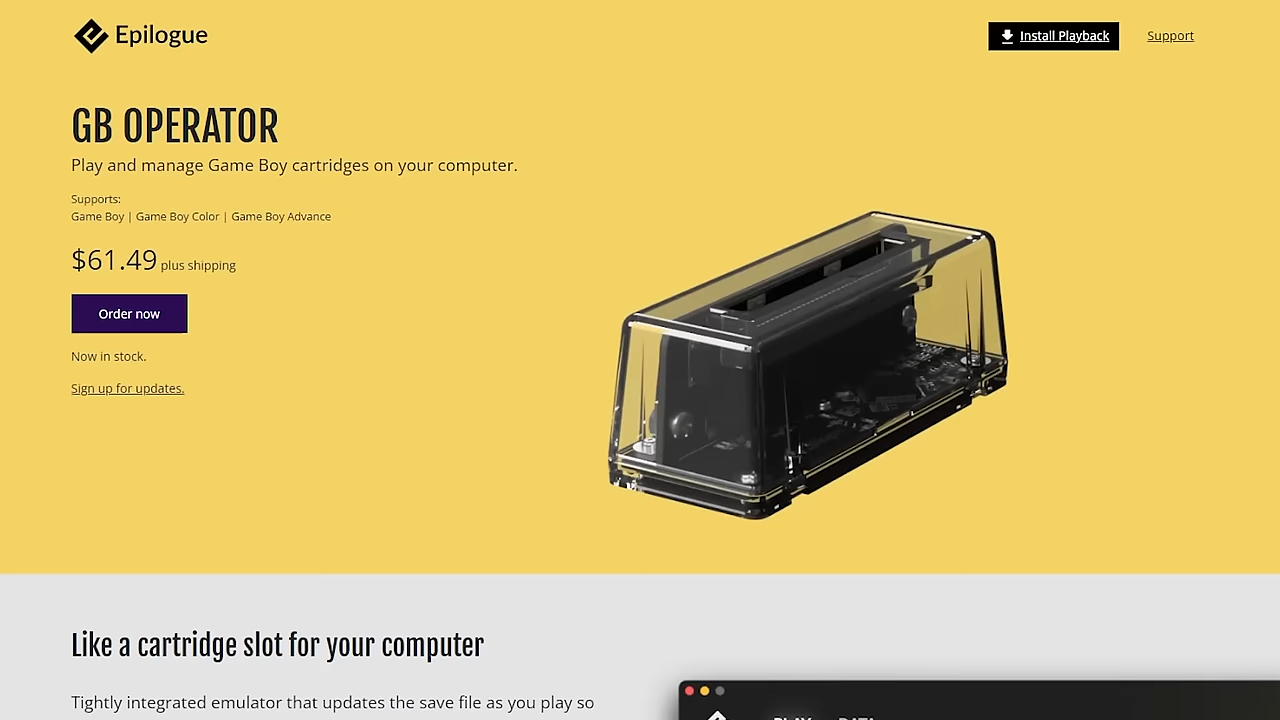 Epilogue
Install Playback
Support
GB OPERATOR
Play and manage Game Boy cartridges on your computer.
Supports:
Game Boy | Game Boy Color | Game Boy Advance
$61.49 plus shipping
Order now
Now in stock.
Sign up for updates.
Like a cartridge slot for your computer
Tightly integrated emulator that updates the save file as you play so
PLAY DATA